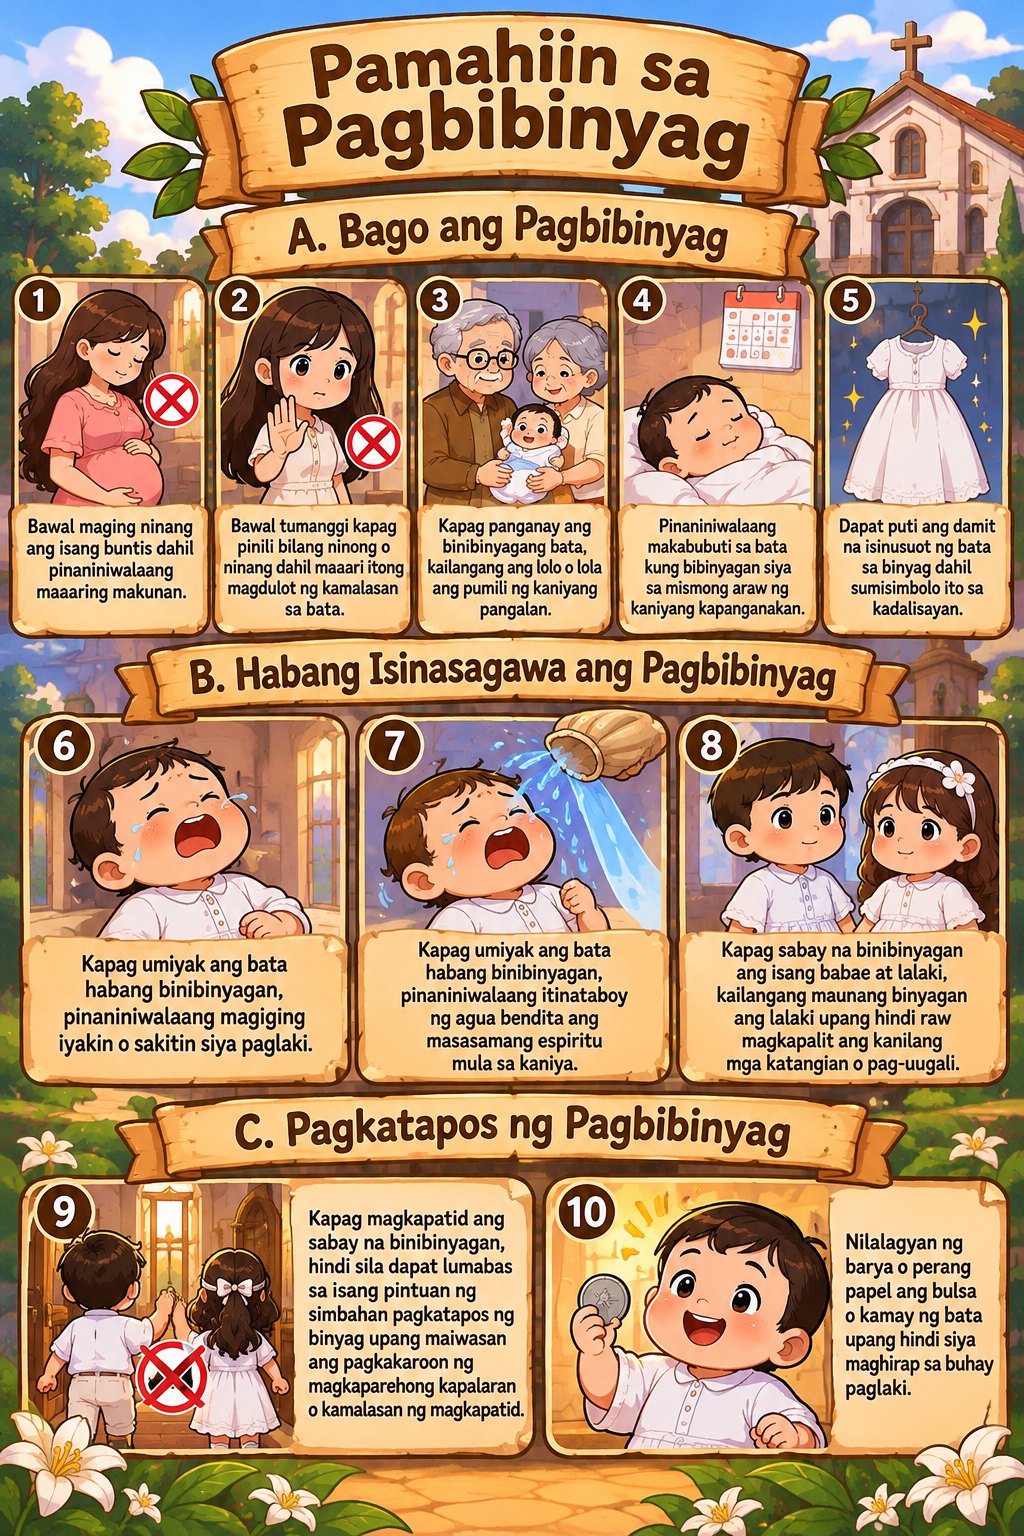 Pamahiin sa
Pagbibinyag
A. Bago ang Pagbibinyag
1
Bawal maging ninang
ang isang buntis dahil
pinaniniwalaang
maaaring makunan.
2
Bawal tumanggi kapag
pinili bilang ninong o
ninang dahil maaari itong
magdulot ng kamalasan
sa bata.
3
Kapag panganay ang
binibinyagang bata,
kailangang ang lolo o lola
ang pumili ng kaniyang
pangalan.
4
Pinaniniwalaang
makabubuti sa bata
kung bibinyagan siya
sa mismong araw ng
kaniyang kapanganakan.
5
Dapat puti ang damit
na isinusuot ng bata
sa binyag dahil
sumisimbolo ito sa
kadalisayan.
B. Habang Isinasagawa ang Pagbibinyag
6
Kapag umiyak ang bata
habang binibinyagan,
pinaniniwalaang magiging
iyakin o sakitin siya paglaki.
7
Kapag umiyak ang bata
habang binibinyagan,
pinaniniwalaang itinataboy
ng agua bendita ang
masasamang espiritu
mula sa kaniya.
8
Kapag sabay na binibinyagan
ang isang babae at lalaki,
kailangang maunang binyagan
ang lalaki upang hindi raw
magkapalit ang kanilang
mga katangian o pag-uugali.
C. Pagkatapos ng Pagbibinyag
9
Kapag magkapatid ang
sabay na binibinyagan,
hindi sila dapat lumabas
sa isang pintuan ng
simbahan pagkatapos ng
binyag upang maiwasan
ang pagkakaroon ng
magkaparehong kapalaran
o kamalasan ng magkapatid.
10
Nilalagyan ng
barya o perang
papel ang bulsa
o kamay ng bata
upang hindi siya
maghirap sa buhay
paglaki.